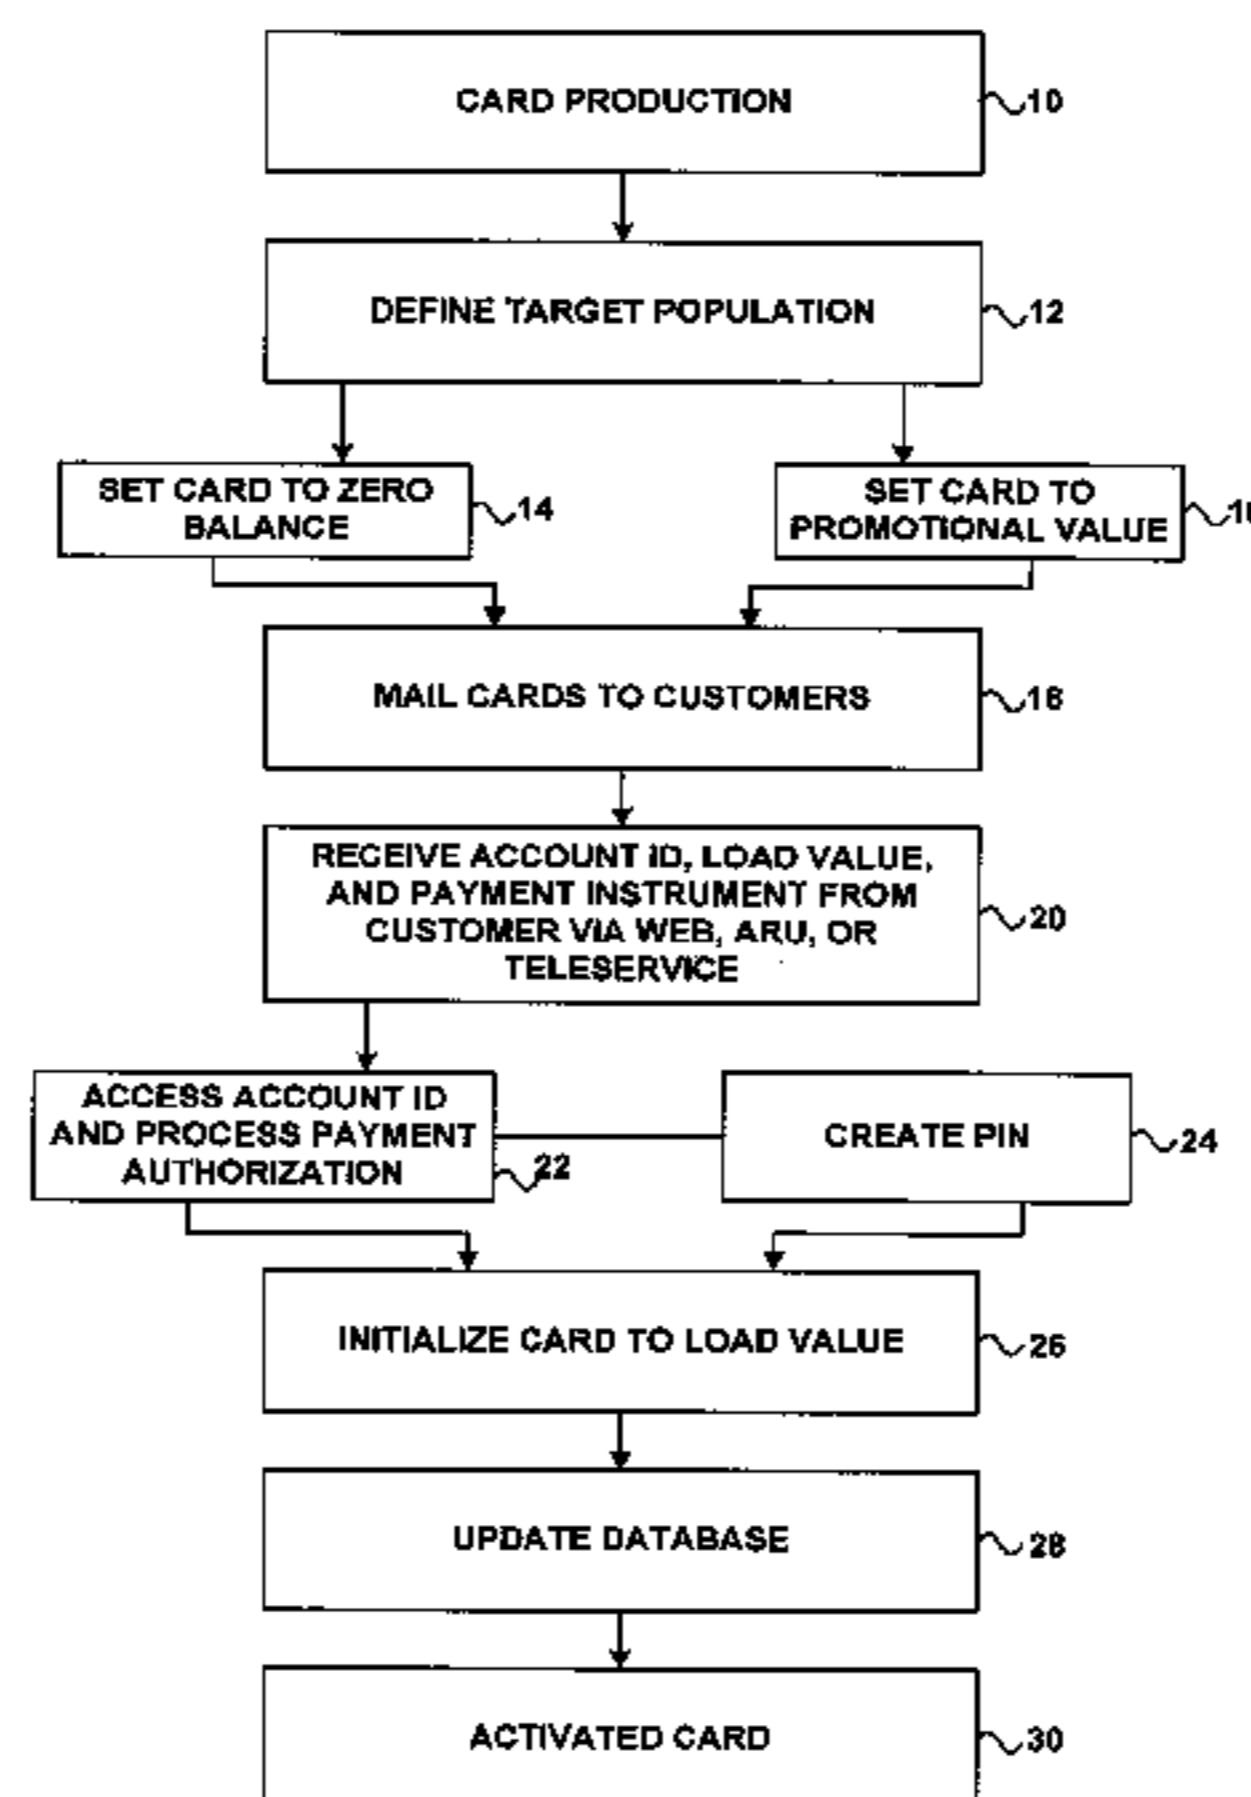 CARD PRODUCTION
10
DEFINE TARGET POPULATION
12
SET CARD TO ZERO
BALANCE
14
SET CARD TO
PROMOTIONAL VALUE
MAIL CARDS TO CUSTOMERS
18
RECEIVE ACCOUNT ID, LOAD VALUE,
AND PAYMENT INSTRUMENT FROM
CUSTOMER VIA WEB, ARU, OR
TELESERVICE
20
ACCESS ACCOUNT ID
AND PROCESS PAYMENT
AUTHORIZATION
22
CREATE PIN
24
INITIALIZE CARD TO LOAD VALUE
26
UPDATE DATABASE
28
ACTIVATED CARD
30